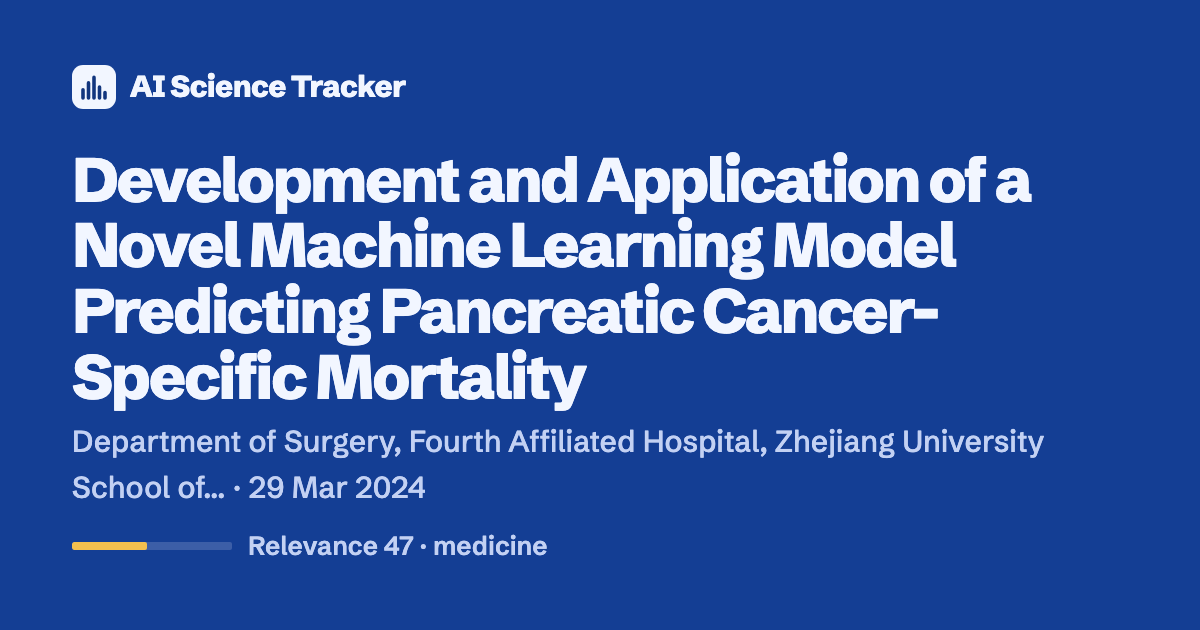 AI Science Tracker
Development and Application of a
Novel Machine Learning Model
Predicting Pancreatic Cancer-
Specific Mortality
Department of Surgery, Fourth Affiliated Hospital, Zhejiang University
School of... · 29 Mar 2024
Relevance 47 · medicine